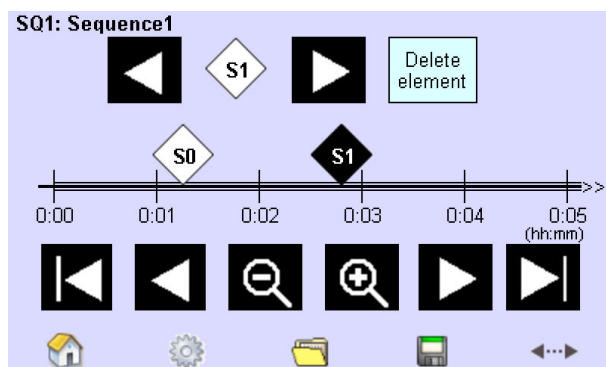 SQ1: Sequence1
S1
Delete
element
S0
S1
>>
0:00 0:01 0:02 0:03 0:04 0:05
(hh:mm)